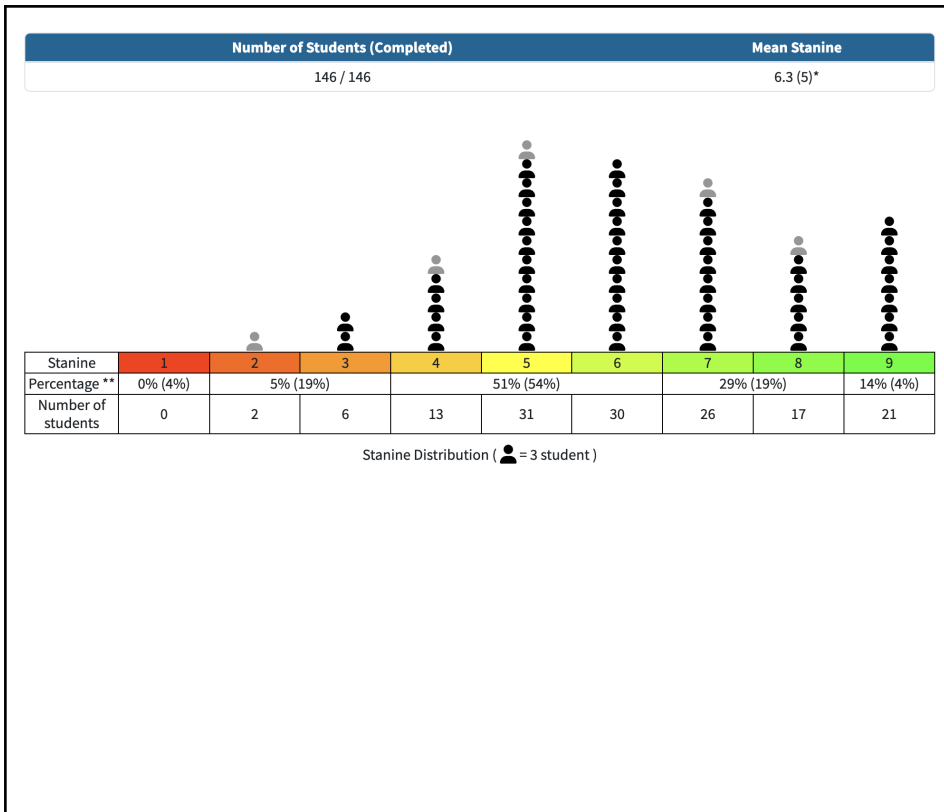 Number of Students (Completed) Mean Stanine
146 / 146 6.3 (5)*
Stanine 1 2 3 4 5 6 7 8 9
Percentage ** 0% (4%) 5% (19%) 51% (54%) 29% (19%) 14% (4%)
Number of students 0 2 6 13 31 30 26 17 21
Stanine Distribution ( = 3 student )